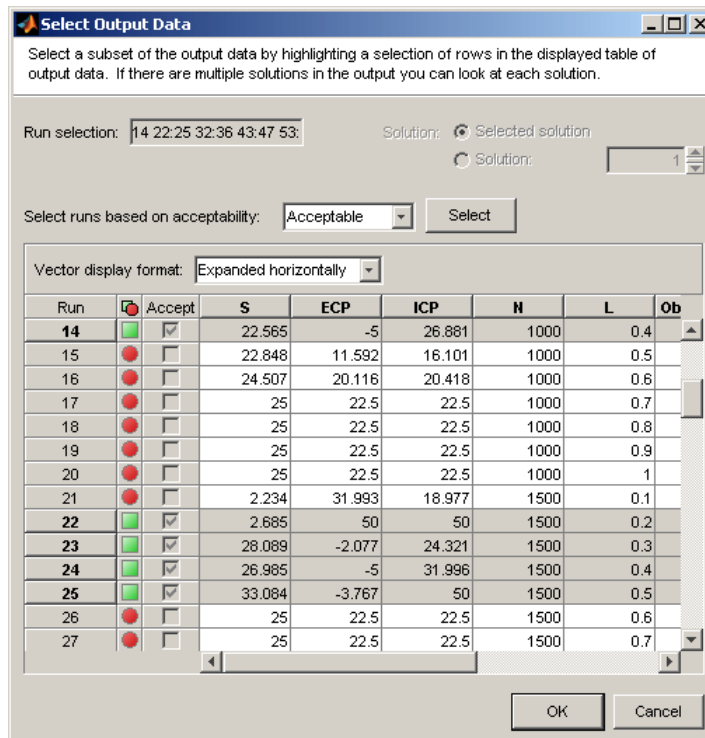 Select Output Data
Select a subset of the output data by highlighting a selection of rows in the displayed table of
output data. If there are multiple solutions in the output you can look at each solution.
Run selection: 14 22:25 32:36 43:47 53: Solution: Selected solution
Solution: 1
Select runs based on acceptability: Acceptable Select
Vector display format: Expanded horizontally
Run Accept S ECP ICP N L Ob
14 22.565 -5 26.881 1000 0.4
15 22.848 11.592 16.101 1000 0.5
16 24.507 20.116 20.418 1000 0.6
17 25 22.5 22.5 1000 0.7
18 25 22.5 22.5 1000 0.8
19 25 22.5 22.5 1000 0.9
20 25 22.5 22.5 1000 1
21 2.234 31.993 18.977 1500 0.1
22 2.685 50 50 1500 0.2
23 28.089 -2.077 24.321 1500 0.3
24 26.985 -5 31.996 1500 0.4
25 33.084 -3.767 50 1500 0.5
26 25 22.5 22.5 1500 0.6
27 25 22.5 22.5 1500 0.7
OK Cancel